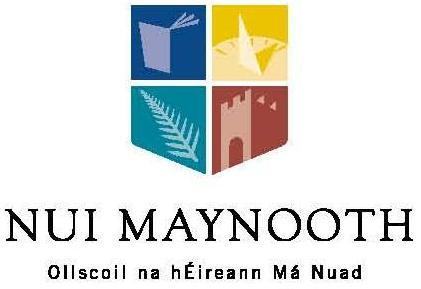 NUI MAYNOOTH
Ollscoil na hÉireann Má Nuad